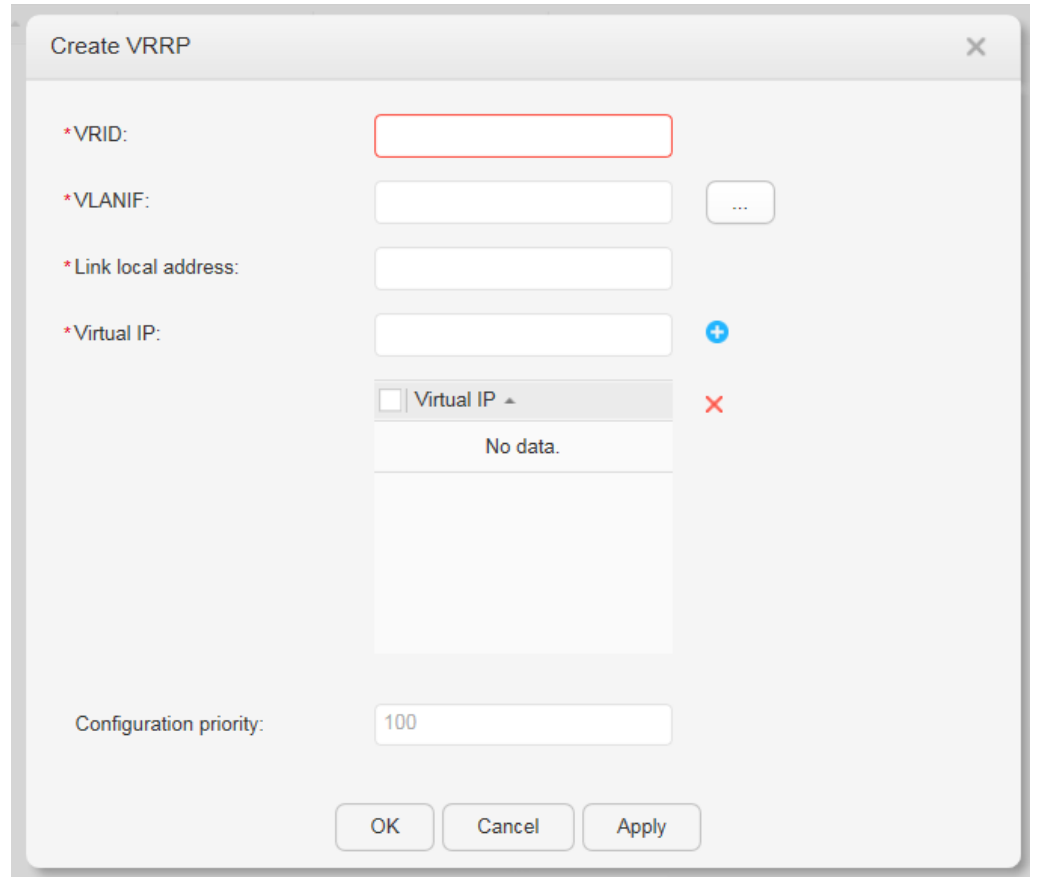 Create VRRP
*VRID:
*VLANIF:
...
*Link local address:
*Virtual IP:
Virtual IP
No data.
Configuration priority:
100
OK
Cancel
Apply